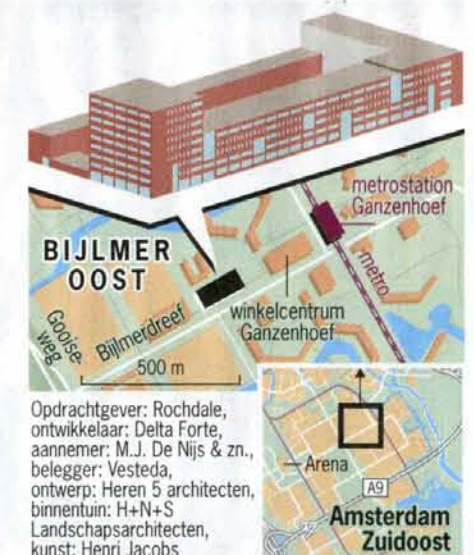 metrostation
Ganzenhoef
BIJLMER
OOST
metro
winkelcentrum
Ganzenhoef
Gooise-
weg
Bijlmerdreef
500 m
Opdrachtgever: Rochdale,
ontwikkelaar: Delta Forte,
aannemer: M.J. De Nijs & zn.,
belegger: Vesteda,
ontwerp: Heren 5 architecten,
binnentuin: H+N+S
Landschapsarchitecten,
kunst: Henri Jacobs
Arena
A9
Amsterdam
Zuidoost